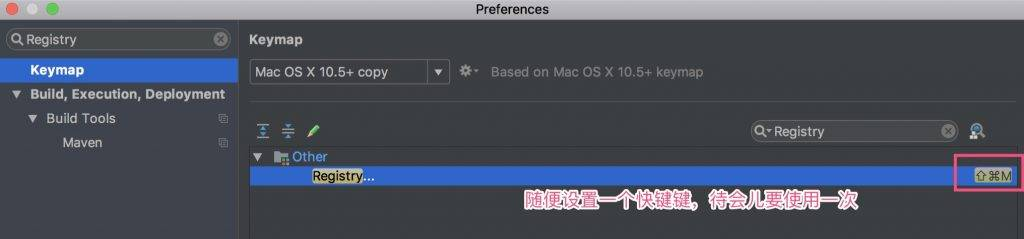 Preferences
Registry
Keymap
Build, Execution, Deployment
Build Tools
Maven
Keymap
Mac OS X 10.5+ copy
Based on Mac OS X 10.5+ keymap
Registry
Other
Registry...
⇧⌘M
随便设置一个快键键，待会儿要使用一次